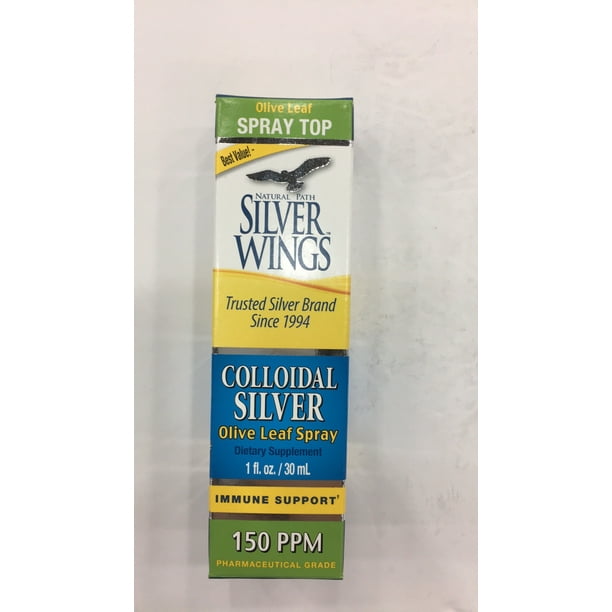 Olive Leaf
SPRAY TOP
Best Value! ~
NATURAL PATH
SILVER
WINGS™
Trusted Silver Brand
Since 1994
COLLOIDAL
SILVER
Olive Leaf Spray
Dietary Supplement
1 fl. oz. / 30 mL
IMMUNE SUPPORT†
150 PPM
PHARMACEUTICAL GRADE